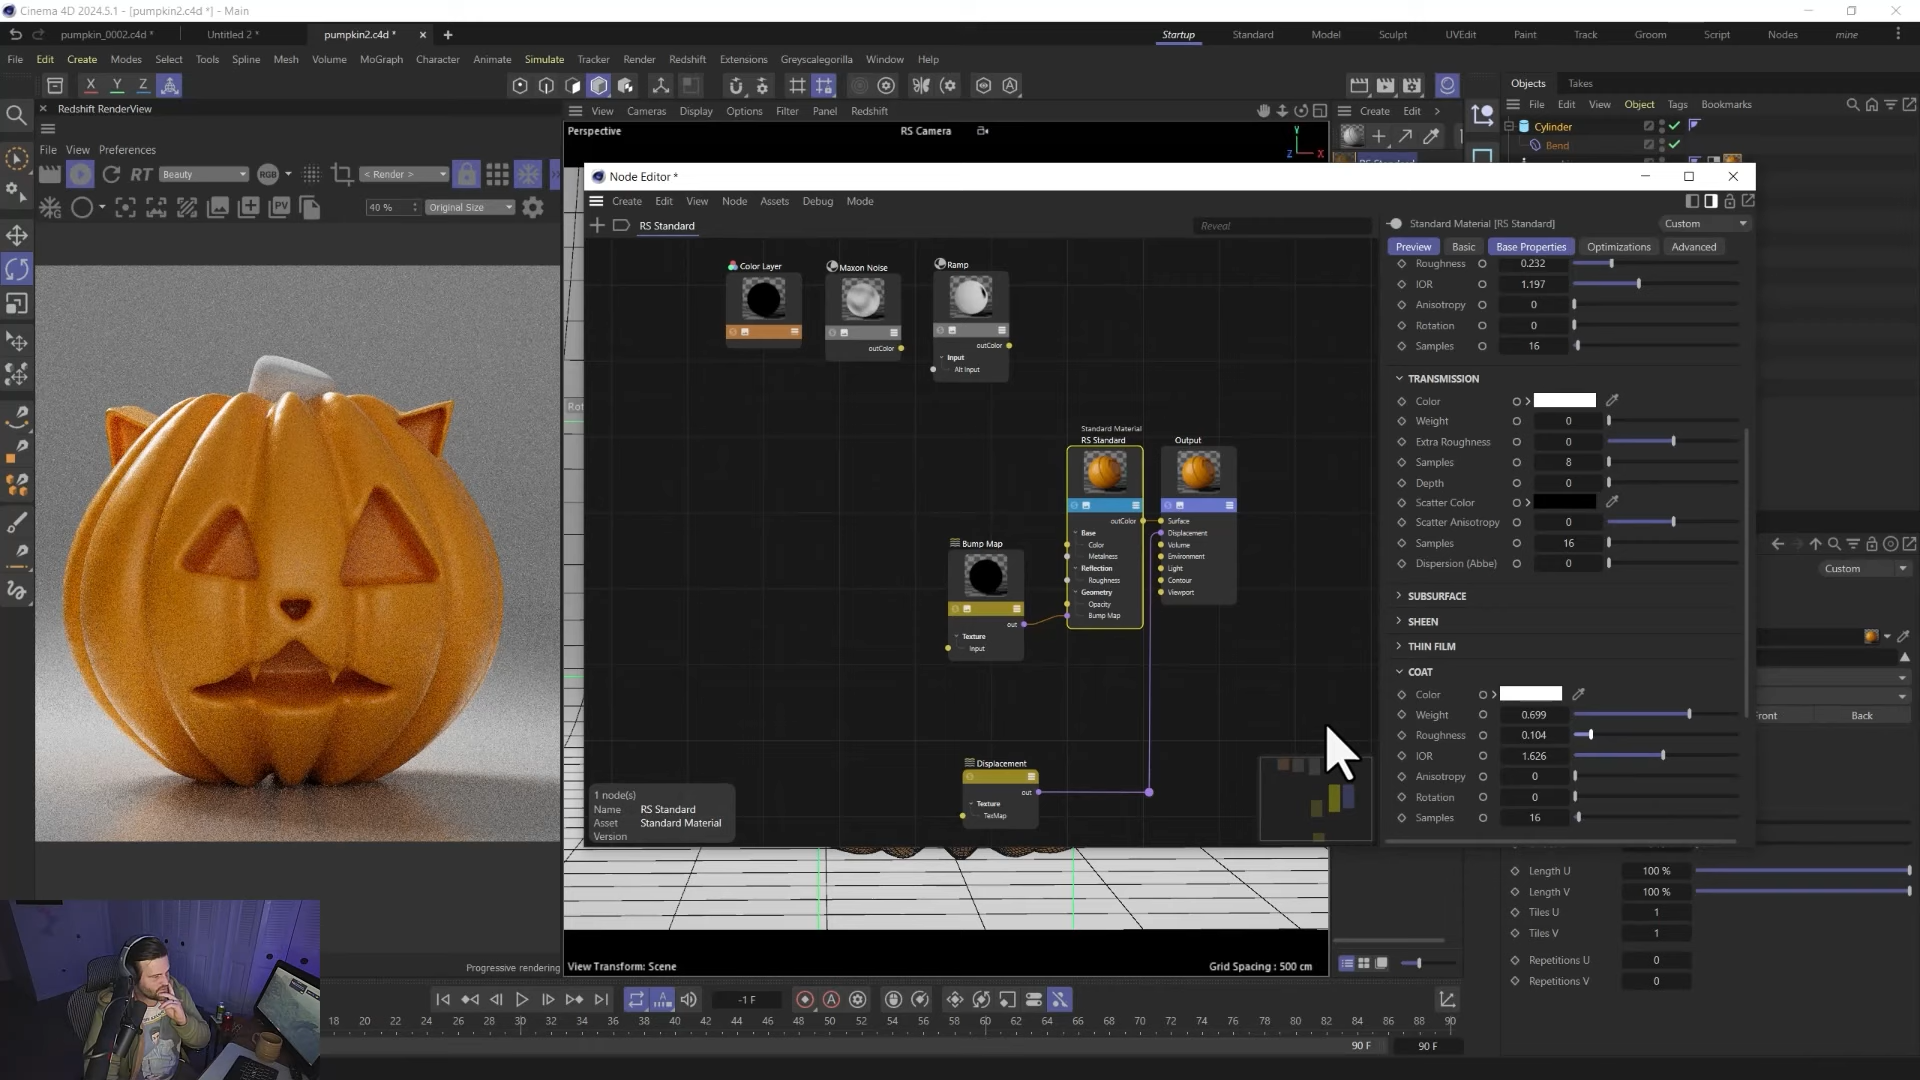 Cinema 4D 2024.5.1 - [pumpkin2.c4d *] - Main
pumpkin_0002.c4d *
Untitled 2 *
pumpkin2.c4d *
Startup
Standard
Model
Sculpt
UVEdit
Paint
Track
Groom
Script
Nodes
mine
File Edit Create Modes Select Tools Spline Mesh Volume MoGraph Character Animate Simulate Tracker Render Redshift Extensions Greyscalegorilla Window Help
X Y Z
Objects Takes
Redshift RenderView
View Cameras Display Options Filter Panel Redshift
Create Edit
File Edit View Object Tags Bookmarks
Perspective
RS Camera
Y
Z X
Cylinder
Bend
File View Preferences
RT
Beauty
RGB
< Render >
PV
40 %
Original Size
Node Editor *
Create Edit View Node Assets Debug Mode
RS Standard
Reveal
Standard Material [RS Standard]
Custom
Preview Basic Base Properties Optimizations Advanced
Roughness 0.232
IOR 1.197
Anisotropy 0
Rotation 0
Samples 16
TRANSMISSION
Color
Weight 0
Extra Roughness 0
Samples 8
Depth 0
Scatter Color
Scatter Anisotropy 0
Samples 16
Dispersion (Abbe) 0
SUBSURFACE
SHEEN
THIN FILM
COAT
Color
Weight 0.699
Roughness 0.104
IOR 1.626
Anisotropy 0
Rotation 0
Samples 16
Color Layer
Maxon Noise
outColor
Ramp
outColor
Input
Alt Input
Standard Material
RS Standard
outColor
Base
Color
Metalness
Reflection
Roughness
Geometry
Opacity
Bump Map
Output
Surface
Displacement
Volume
Environment
Light
Contour
Viewport
Bump Map
out
Texture
Input
Displacement
out
Texture
TexMap
1 node(s)
Name RS Standard
Asset Standard Material
Version
Custom
Front
Back
Length U 100 %
Length V 100 %
Tiles U 1
Tiles V 1
Repetitions U 0
Repetitions V 0
Progressive rendering
View Transform: Scene
Grid Spacing : 500 cm
-1 F
18 20 22 24 26 28 30 32 34 36 38 40 42 44 46 48 50 52 54 56 58 60 62 64 66 68 70 72 74 76 78 80 82 84 86 88 90
90 F
90 F